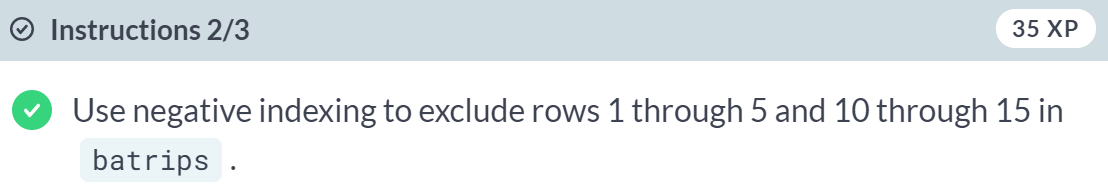 Instructions 2/3 35 XP
Use negative indexing to exclude rows 1 through 5 and 10 through 15 in
batrips .